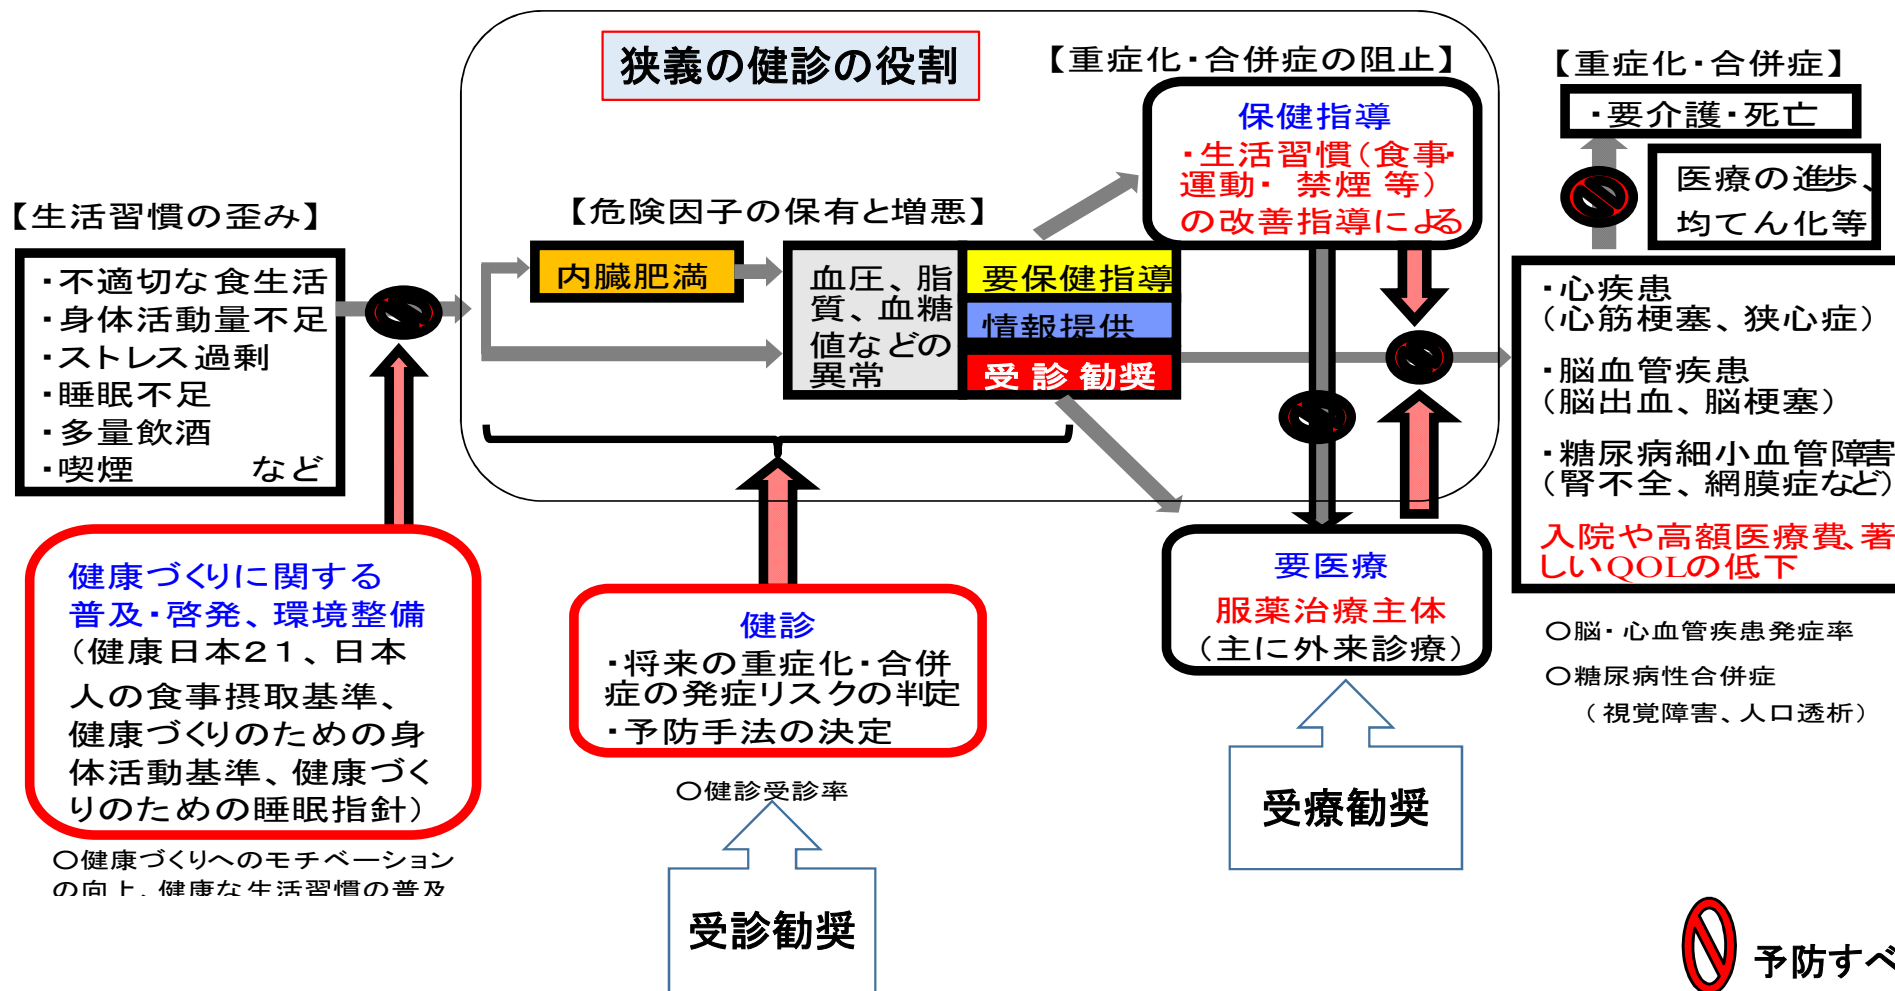 狭義の健診の役割
【重症化・合併症の阻止】
【重症化・合併症】
・要介護・死亡
医療の進歩、
均てん化等
保健指導
・生活習慣(食事・
運動・ 禁煙 等)
の改善指導による
【生活習慣の歪み】
・不適切な食生活
・身体活動量不足
・ストレス過剰
・睡眠不足
・多量飲酒
・喫煙 など
【危険因子の保有と増悪】
内臓肥満
血圧、脂
質、血糖
値などの
異常
要保健指導
情報提供
受診勧奨
・心疾患
(心筋梗塞、狭心症)
・脳血管疾患
(脳出血、脳梗塞)
・糖尿病細小血管障害
(腎不全、網膜症など)
入院や高額医療費、著
しいQOLの低下
健康づくりに関する
普及・啓発、環境整備
(健康日本21、日本
人の食事摂取基準、
健康づくりのための身
体活動基準、健康づく
りのための睡眠指針)
○健康づくりへのモチベーション
の向上、健康な生活習慣の普及
健診
・将来の重症化・合併
症の発症リスクの判定
・予防手法の決定
○健診受診率
受診勧奨
要医療
服薬治療主体
(主に外来診療)
受療勧奨
○脳・心血管疾患発症率
○糖尿病性合併症
(視覚障害、人口透析)
予防すべ